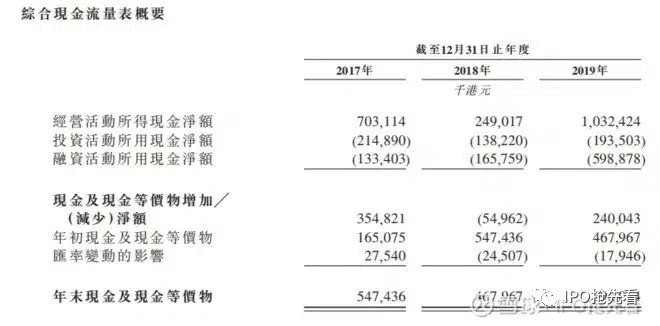 綜合現金流量表概要
截至12月31日止年度
2017年 2018年 2019年
千港元
經營活動所得現金淨額 703,114 249,017 1,032,424
投資活動所用現金淨額 (214,890) (138,220) (193,503)
融資活動所用現金淨額 (133,403) (165,759) (598,878)
現金及現金等價物增加／
(減少)淨額 354,821 (54,962) 240,043
年初現金及現金等價物 165,075 547,436 467,967
匯率變動的影響 27,540 (24,507) (17,946)
年末現金及現金等價物 547,436 467,967
IPO抢先看